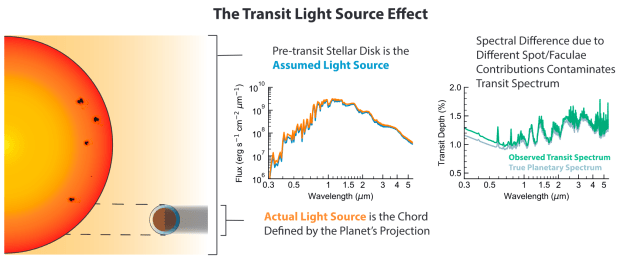 The Transit Light Source Effect
Pre-transit Stellar Disk is the
Assumed Light Source
Flux (erg s⁻¹ cm⁻² μm⁻¹)
10¹⁰
10⁹
10⁸
10⁷
10⁶
0.3 0.5 1 1.5 2 3 4 5
Wavelength (μm)
Actual Light Source is the Chord
Defined by the Planet's Projection
Spectral Difference due to
Different Spot/Faculae
Contributions Contaminates
Transit Spectrum
Transit Depth (%)
2.0
1.5
1.0
0.5
Observed Transit Spectrum
True Planetary Spectrum
0.3 0.5 1 1.5 2 3 4 5
Wavelength (μm)